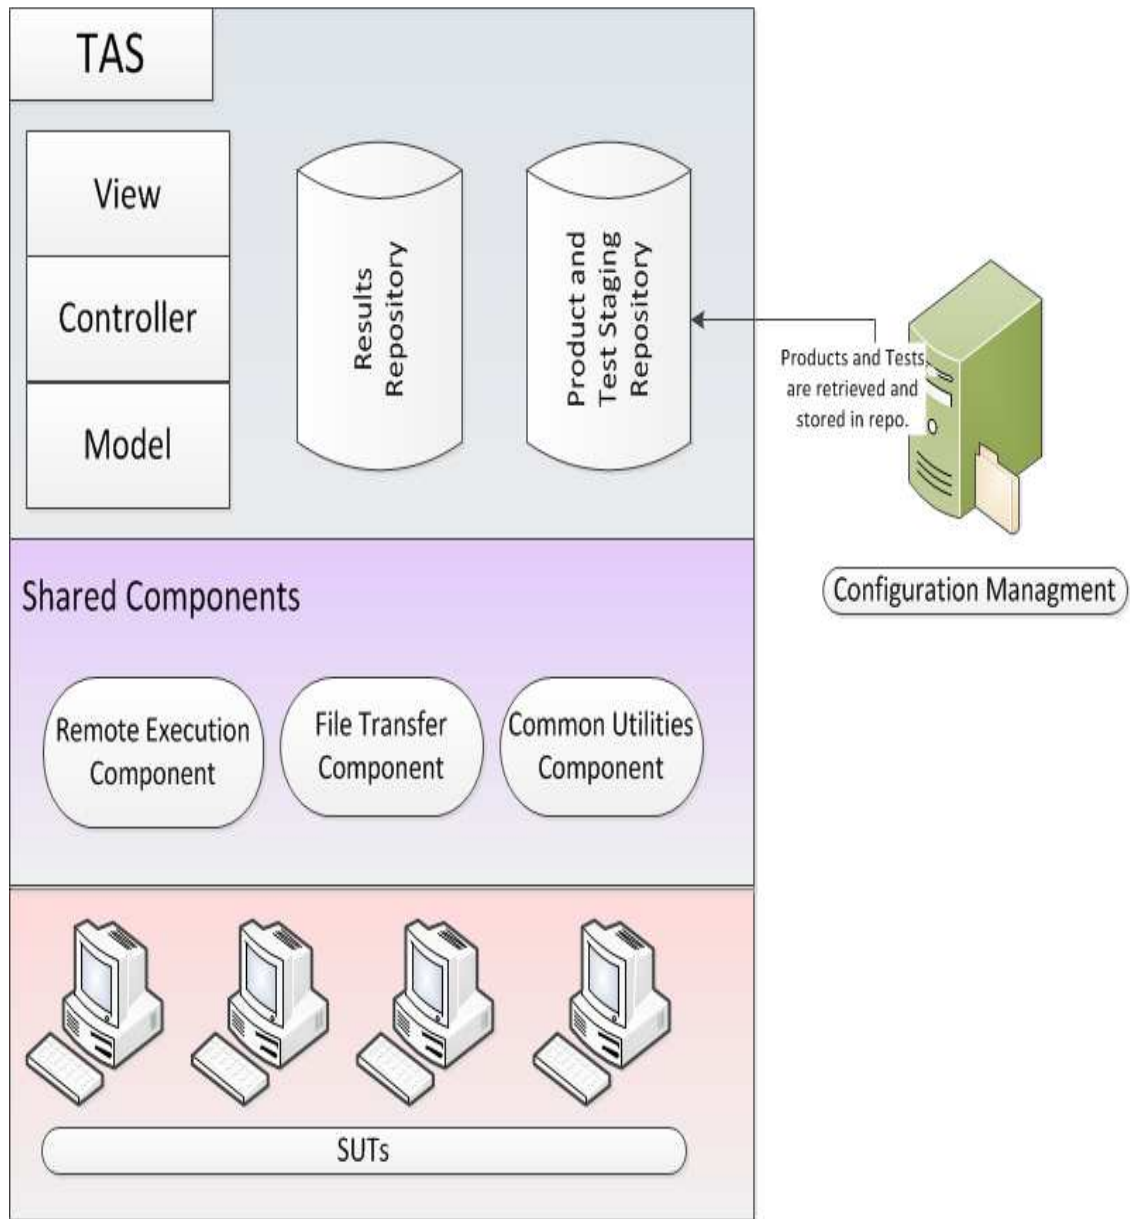 TAS
View
Controller
Model
Results
Repository
Product and
Test Staging
Repository
Products and Tests
are retrieved and
stored in repo.
Configuration Managment
Shared Components
Remote Execution
Component
File Transfer
Component
Common Utilities
Component
SUTs